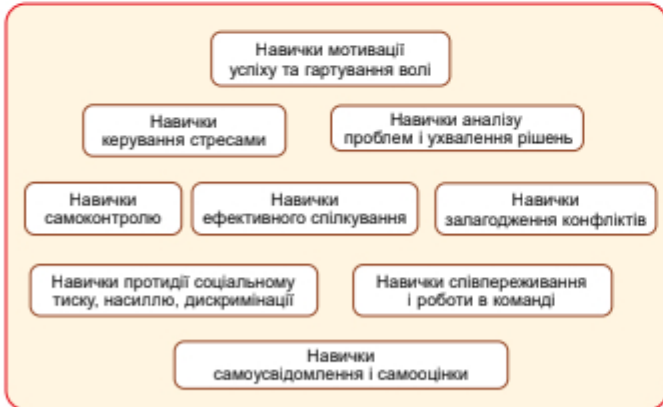 Навички мотивації
успіху та гартування волі
Навички
керування стресами
Навички аналізу
проблем і ухвалення рішень
Навички
самоконтролю
Навички
ефективного спілкування
Навички
залагодження конфліктів
Навички протидії соціальному
тиску, насиллю, дискримінації
Навички співпереживання
і роботи в команді
Навички
самоусвідомлення і самооцінки